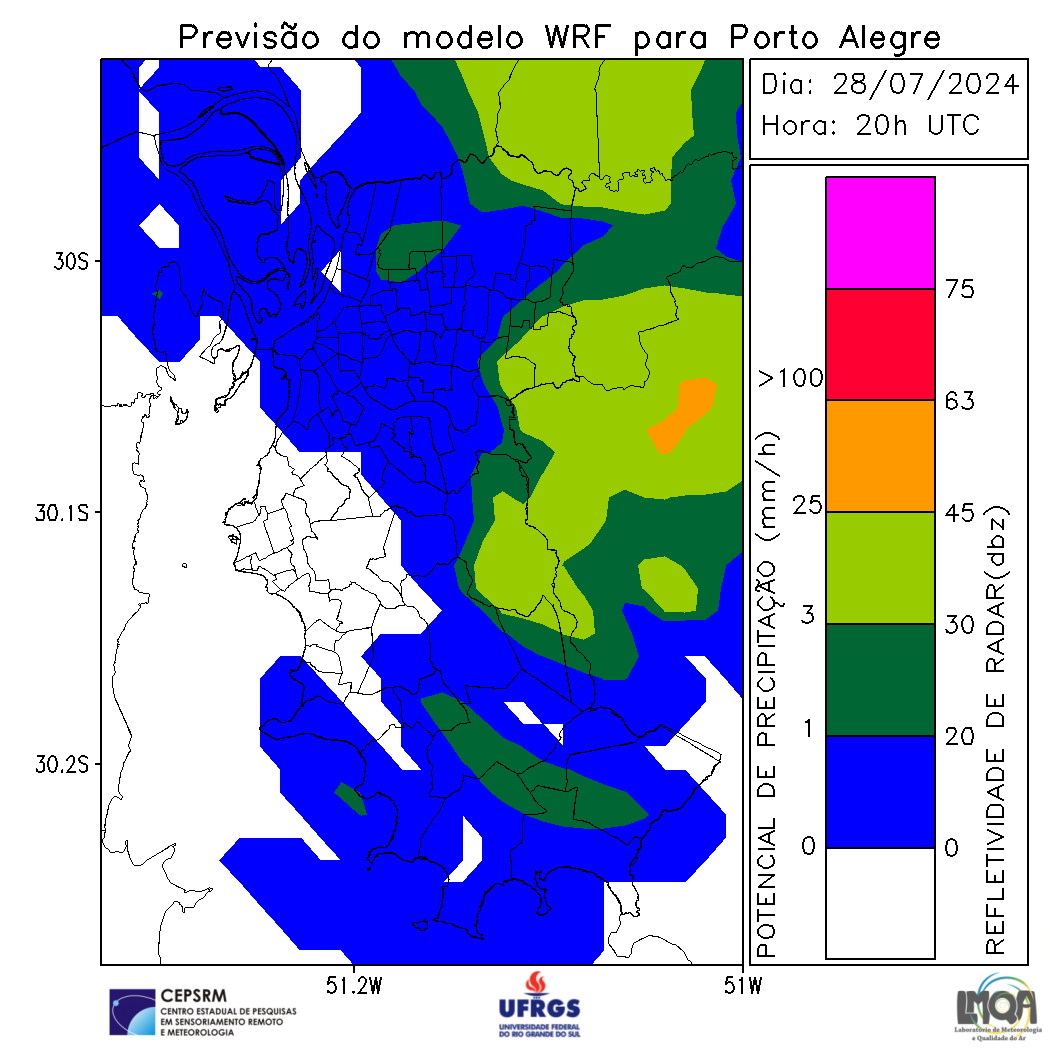 Previsão do modelo WRF para Porto Alegre
Dia: 28/07/2024
Hora: 20h UTC
30S
30.1S
30.2S
51.2W
51W
POTENCIAL DE PRECIPITAÇÃO (mm/h)
>100
25
3
1
0
75
63
45
30
20
0
REFLETIVIDADE DE RADAR(dbz)
CEPSRM
CENTRO ESTADUAL DE PESQUISAS
EM SENSORIAMENTO REMOTO
E METEOROLOGIA
UFRGS
UNIVERSIDADE FEDERAL
DO RIO GRANDE DO SUL
LMQA
Laboratório de Meteorologia
e Qualidade do Ar